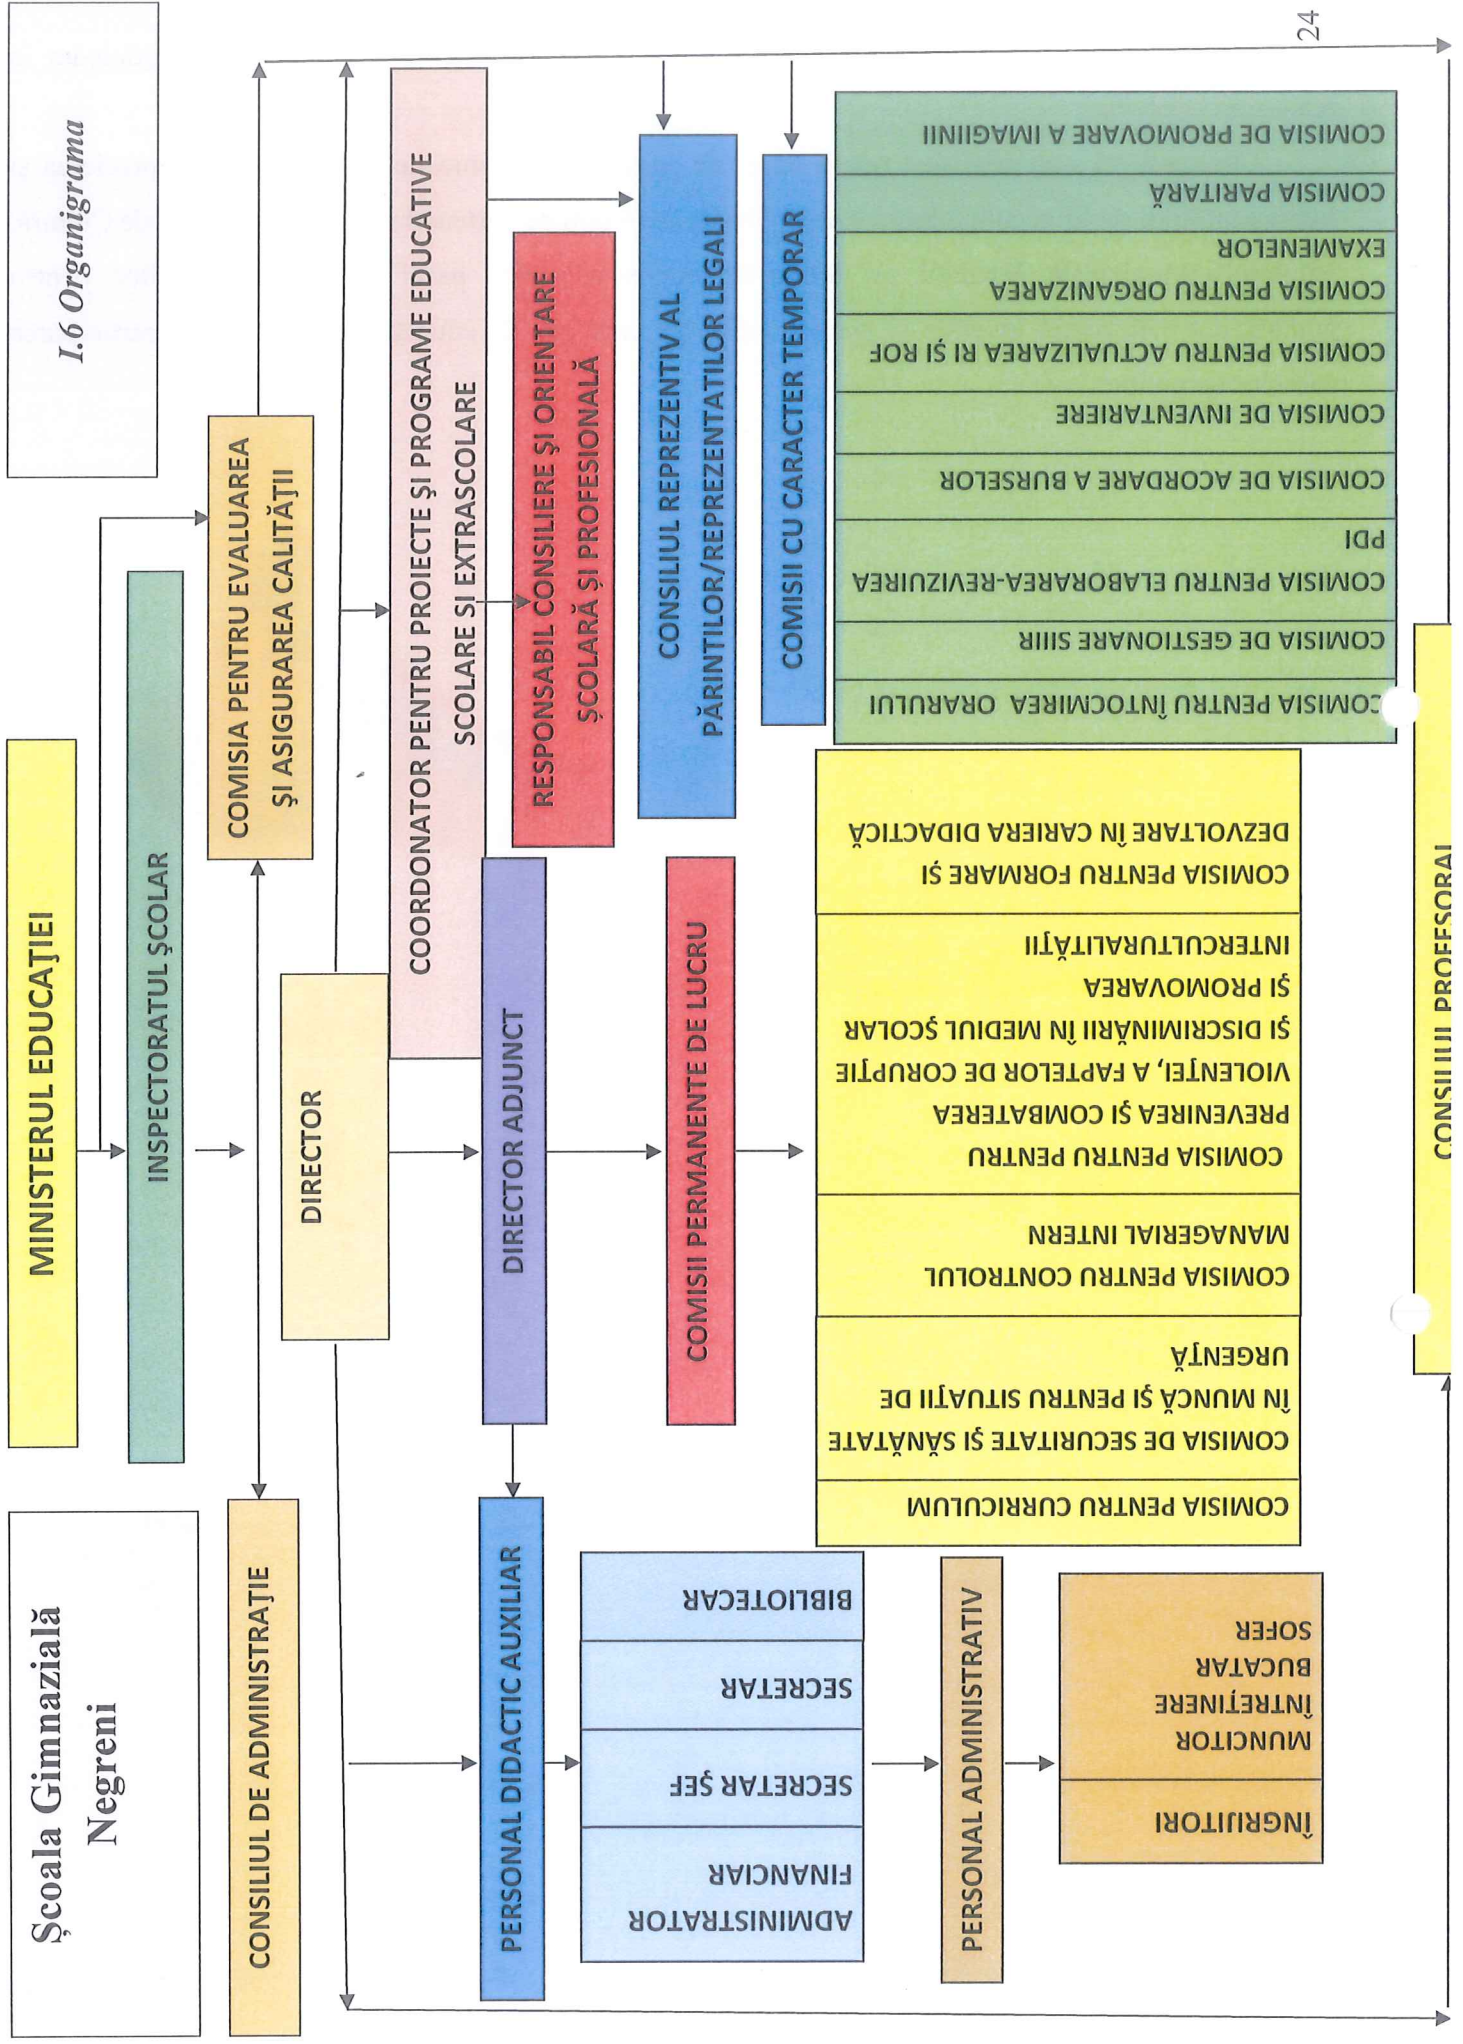 Școala Gimnazială
Negreni
MINISTERUL EDUCAȚIEI
I.6 Organigrama
INSPECTORATUL ȘCOLAR
CONSILIUL DE ADMINISTRAȚIE
COMISIA PENTRU EVALUAREA
ȘI ASIGURAREA CALITĂȚII
DIRECTOR
COORDONATOR PENTRU PROIECTE ȘI PROGRAME EDUCATIVE
SCOLARE SI EXTRASCOLARE
PERSONAL DIDACTIC AUXILIAR
DIRECTOR ADJUNCT
RESPONSABIL CONSILIERE ȘI ORIENTARE
ȘCOLARĂ ȘI PROFESIONALĂ
ADMINISTRATOR
FINANCIAR
SECRETAR ȘEF
SECRETAR
BIBLIOTECAR
COMISII PERMANENTE DE LUCRU
CONSILIUL REPREZENTIV AL
PĂRINTILOR/REPREZENTATILOR LEGALI
COMISII CU CARACTER TEMPORAR
COMISIA PENTRU CURRICULUM
COMISIA DE SECURITATE ȘI SĂNĂTATE
ÎN MUNCĂ ȘI PENTRU SITUAȚII DE
URGENȚĂ
COMISIA PENTRU CONTROLUL
MANAGERIAL INTERN
COMISIA PENTRU PENTRU
PREVENIREA ȘI COMBATEREA
VIOLENȚEI, A FAPTELOR DE CORUPȚIE
ȘI DISCRIMINĂRII ÎN MEDIUL ȘCOLAR
ȘI PROMOVAREA
INTERCULTURALITĂȚII
COMISIA PENTRU FORMARE ȘI
DEZVOLTARE ÎN CARIERA DIDACTICĂ
COMISIA PENTRU ÎNTOCMIREA ORARULUI
COMISIA DE GESTIONARE SIIIR
COMISIA PENTRU ELABORAREA-REVIZUIREA
PDI
COMISIA DE ACORDARE A BURSELOR
COMISIA DE INVENTARIERE
COMISIA PENTRU ACTUALIZAREA RI ȘI ROF
COMISIA PENTRU ORGANIZAREA
EXAMENELOR
COMISIA PARITARĂ
COMISIA DE PROMOVARE A IMAGIINII
PERSONAL ADMINISTRATIV
ÎNGRIJITORI
MUNCITOR
ÎNTREȚINERE
BUCATAR
SOFER
CONSILIUL PROFESORAL
24